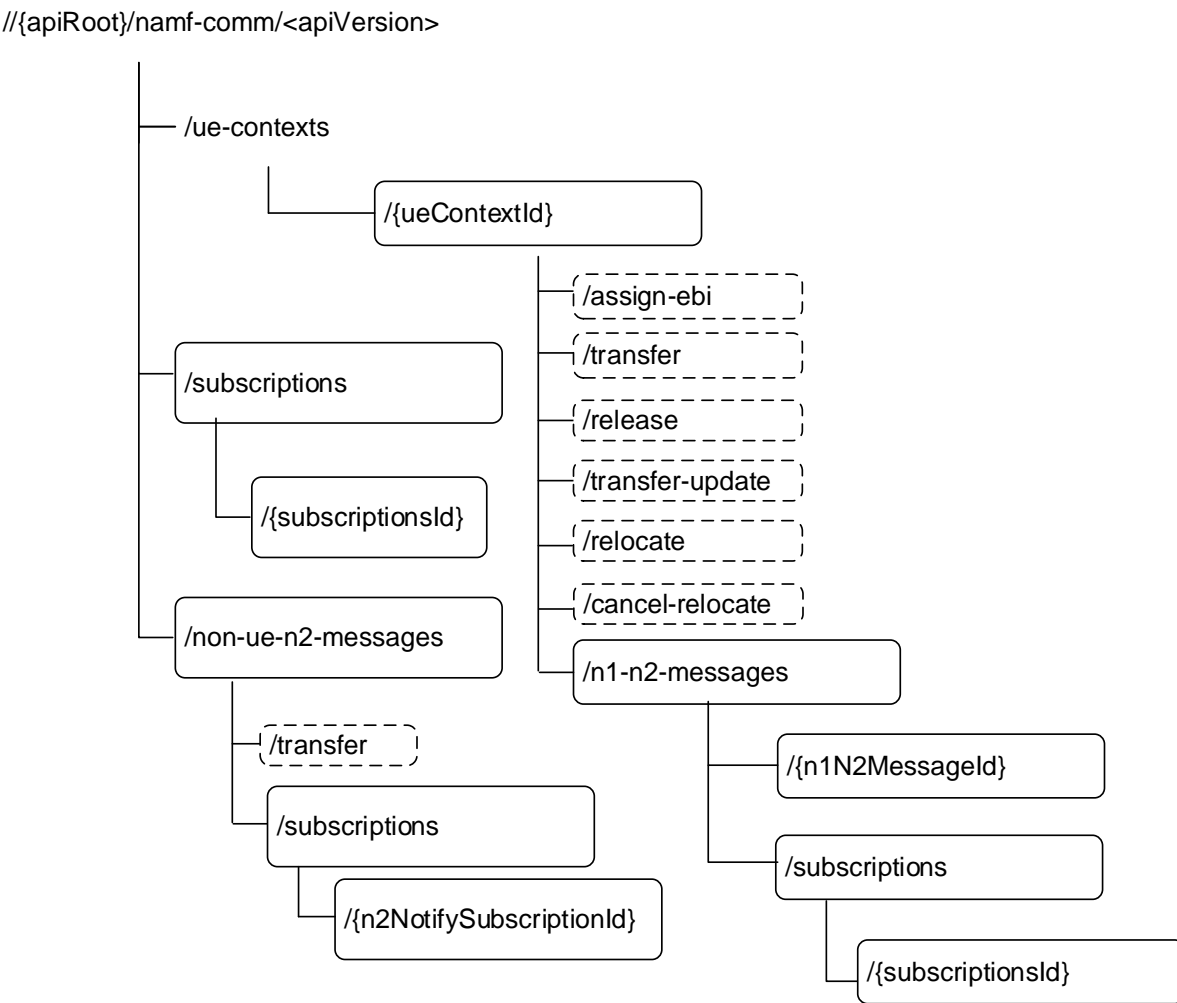 //{apiRoot}/namf-comm/<apiVersion>
/ue-contexts
/{ueContextId}
/assign-ebi
/transfer
/release
/transfer-update
/relocate
/cancel-relocate
/n1-n2-messages
/{n1N2MessageId}
/subscriptions
/{subscriptionsId}
/subscriptions
/{subscriptionsId}
/non-ue-n2-messages
/transfer
/subscriptions
/{n2NotifySubscriptionId}